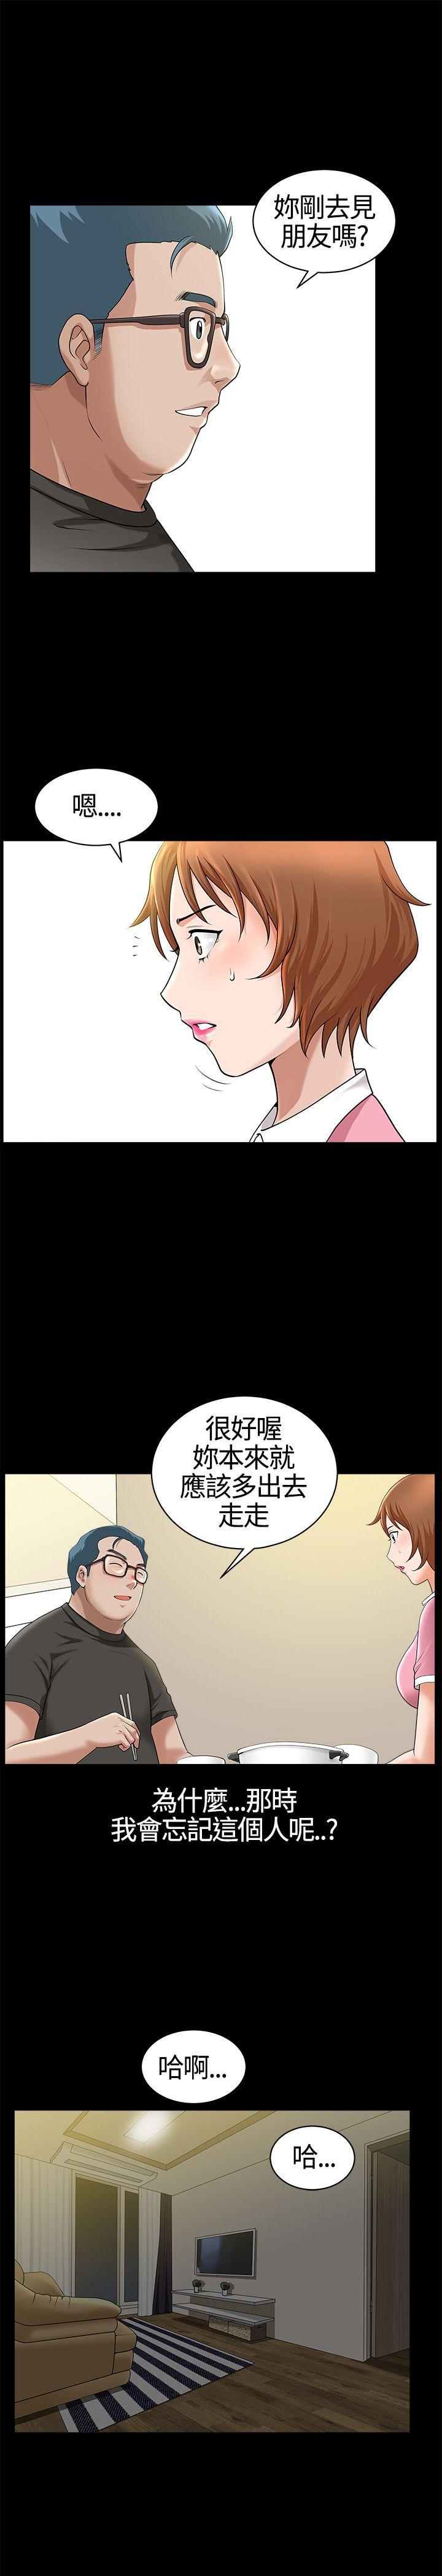 妳剛去見
朋友嗎?
嗯....
很好喔
妳本來就
應該多出去
走走
為什麼...那時
我會忘記這個人呢..?
哈啊...
哈...